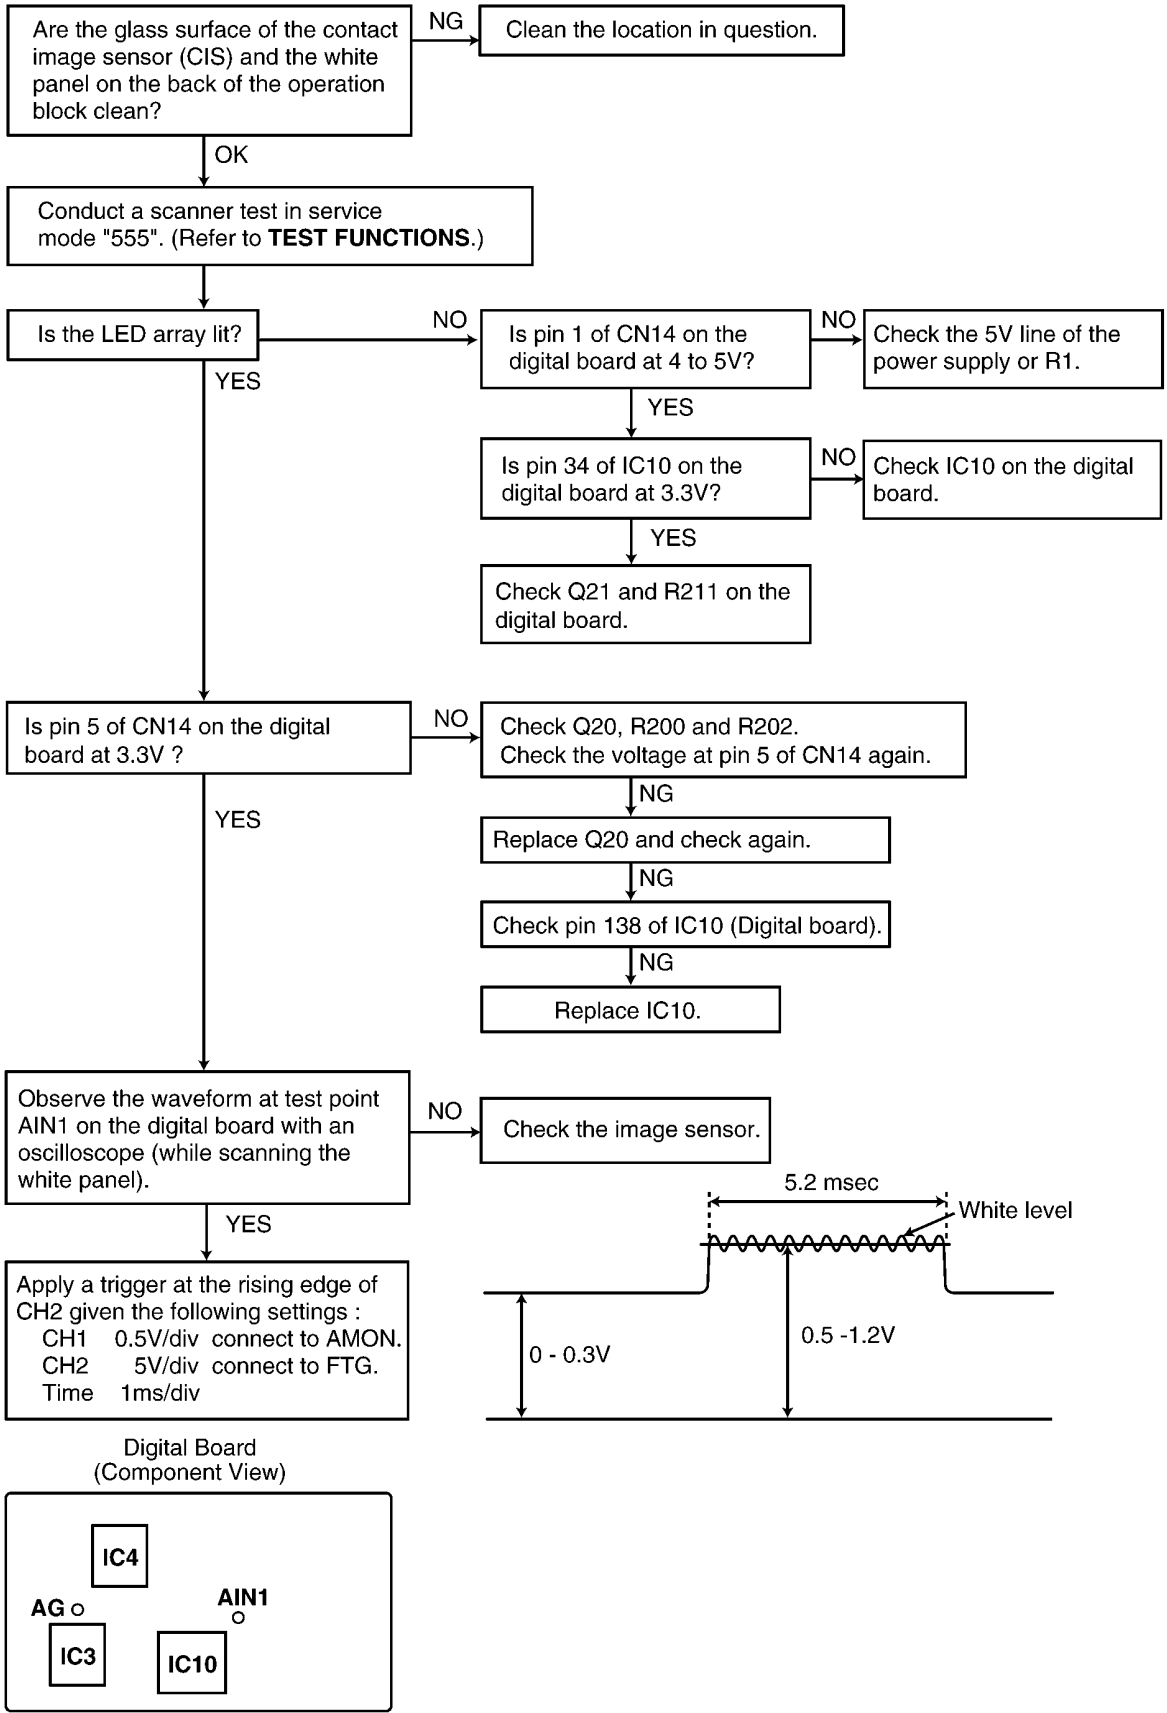 Are the glass surface of the contact
image sensor (CIS) and the white
panel on the back of the operation
block clean?
NG
Clean the location in question.
OK
Conduct a scanner test in service
mode "555". (Refer to TEST FUNCTIONS.)
Is the LED array lit?
NO
Is pin 1 of CN14 on the
digital board at 4 to 5V?
NO
Check the 5V line of the
power supply or R1.
YES
YES
Is pin 34 of IC10 on the
digital board at 3.3V?
NO
Check IC10 on the digital
board.
YES
Check Q21 and R211 on the
digital board.
Is pin 5 of CN14 on the digital
board at 3.3V ?
NO
Check Q20, R200 and R202.
Check the voltage at pin 5 of CN14 again.
NG
YES
Replace Q20 and check again.
NG
Check pin 138 of IC10 (Digital board).
NG
Replace IC10.
Observe the waveform at test point
AIN1 on the digital board with an
oscilloscope (while scanning the
white panel).
NO
Check the image sensor.
YES
5.2 msec
White level
0 - 0.3V
0.5 -1.2V
Apply a trigger at the rising edge of
CH2 given the following settings :
CH1 0.5V/div connect to AMON.
CH2 5V/div connect to FTG.
Time 1ms/div
Digital Board
(Component View)
IC4
AG
AIN1
IC3
IC10